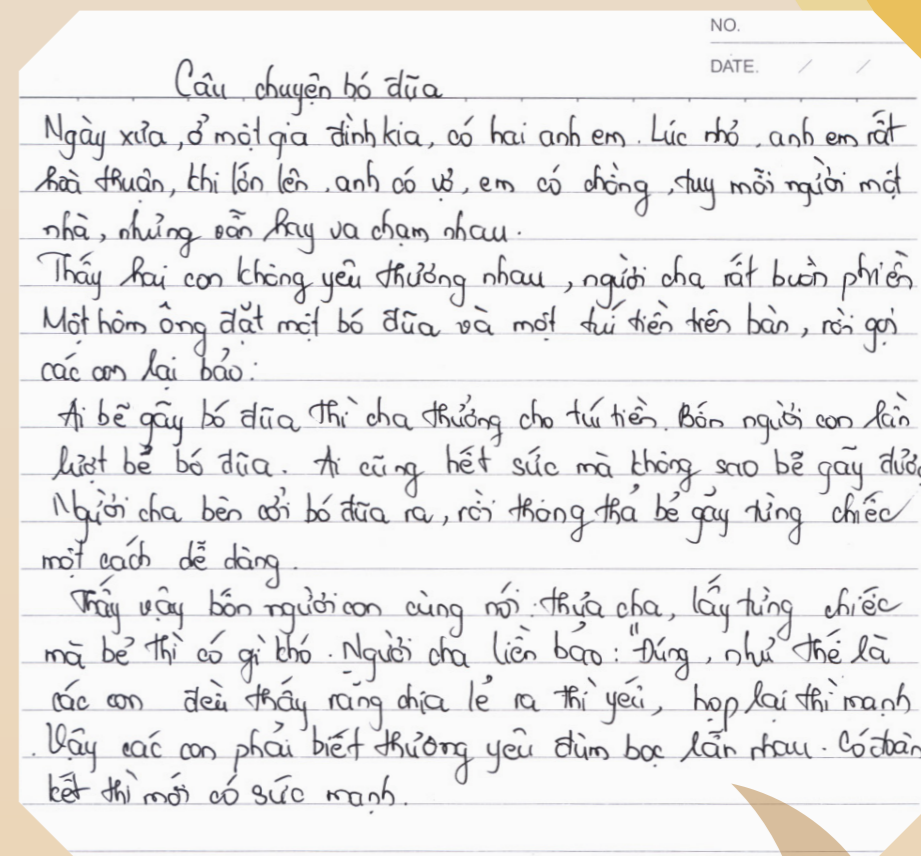 NO.
DATE. / /
Câu chuyện bó đũa
Ngày xưa, ở một gia đình kia, có hai anh em. Lúc nhỏ, anh em rất
hoà thuận, khi lớn lên, anh có vợ, em có chồng, tuy mỗi người một
nhà, nhưng vẫn hay va chạm nhau.
Thấy hai con không yêu thương nhau, người cha rất buồn phiền
Một hôm ông đặt một bó đũa và một túi tiền trên bàn, rồi gọi
các con lại bảo:
Ai bẽ gãy bó đũa thì cha thưởng cho túi tiền. Bốn người con lần
lượt bẻ bó đũa. Ai cũng hết sức mà không sao bẽ gãy đượ
Người cha bèn cởi bó đũa ra, rồi thong thả bẻ gảy từng chiếc
một cách dễ dàng.
Thấy vậy bốn người con cùng nói: thưa cha, lấy từng chiếc
mà bẻ thì có gì khó. Người cha liền bảo: "Đúng, như thế là
các con đều thấy rằng chia lẻ ra thì yếu, hợp lại thì mạnh
. Vậy các con phải biết thương yêu đùm bọc lẫn nhau. Có đoàn
kết thì mới có sức mạnh.